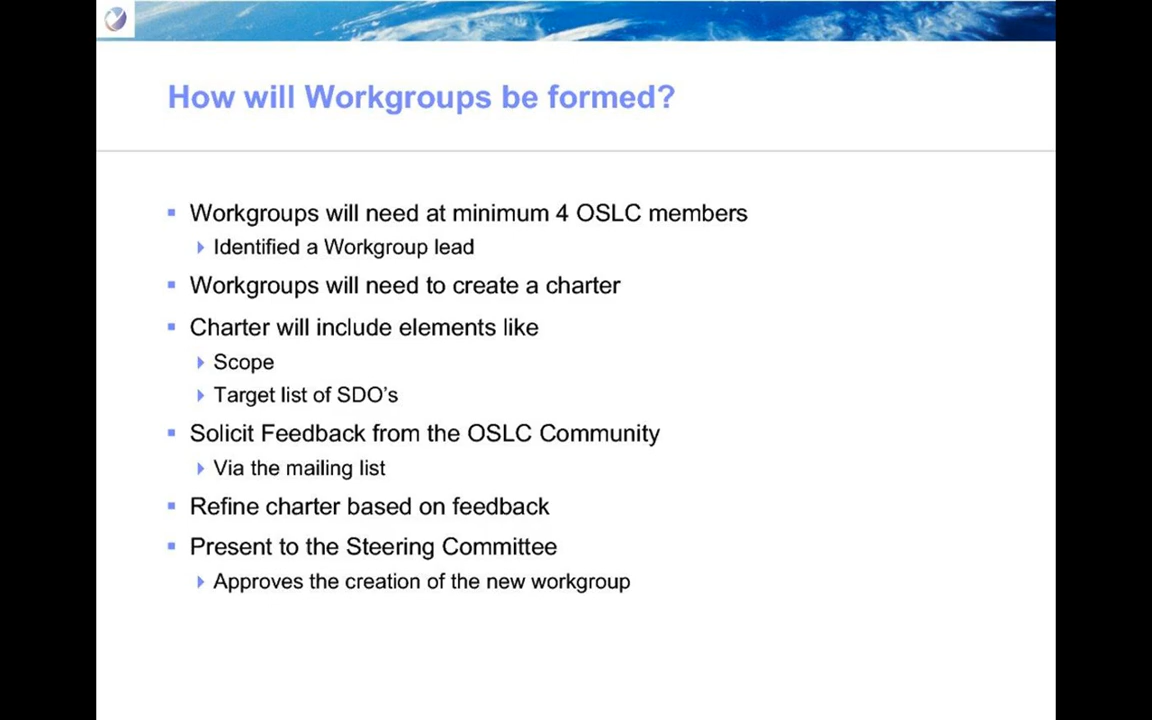 How will Workgroups be formed?
Workgroups will need at minimum 4 OSLC members
Identified a Workgroup lead
Workgroups will need to create a charter
Charter will include elements like
Scope
Target list of SDO's
Solicit Feedback from the OSLC Community
Via the mailing list
Refine charter based on feedback
Present to the Steering Committee
Approves the creation of the new workgroup